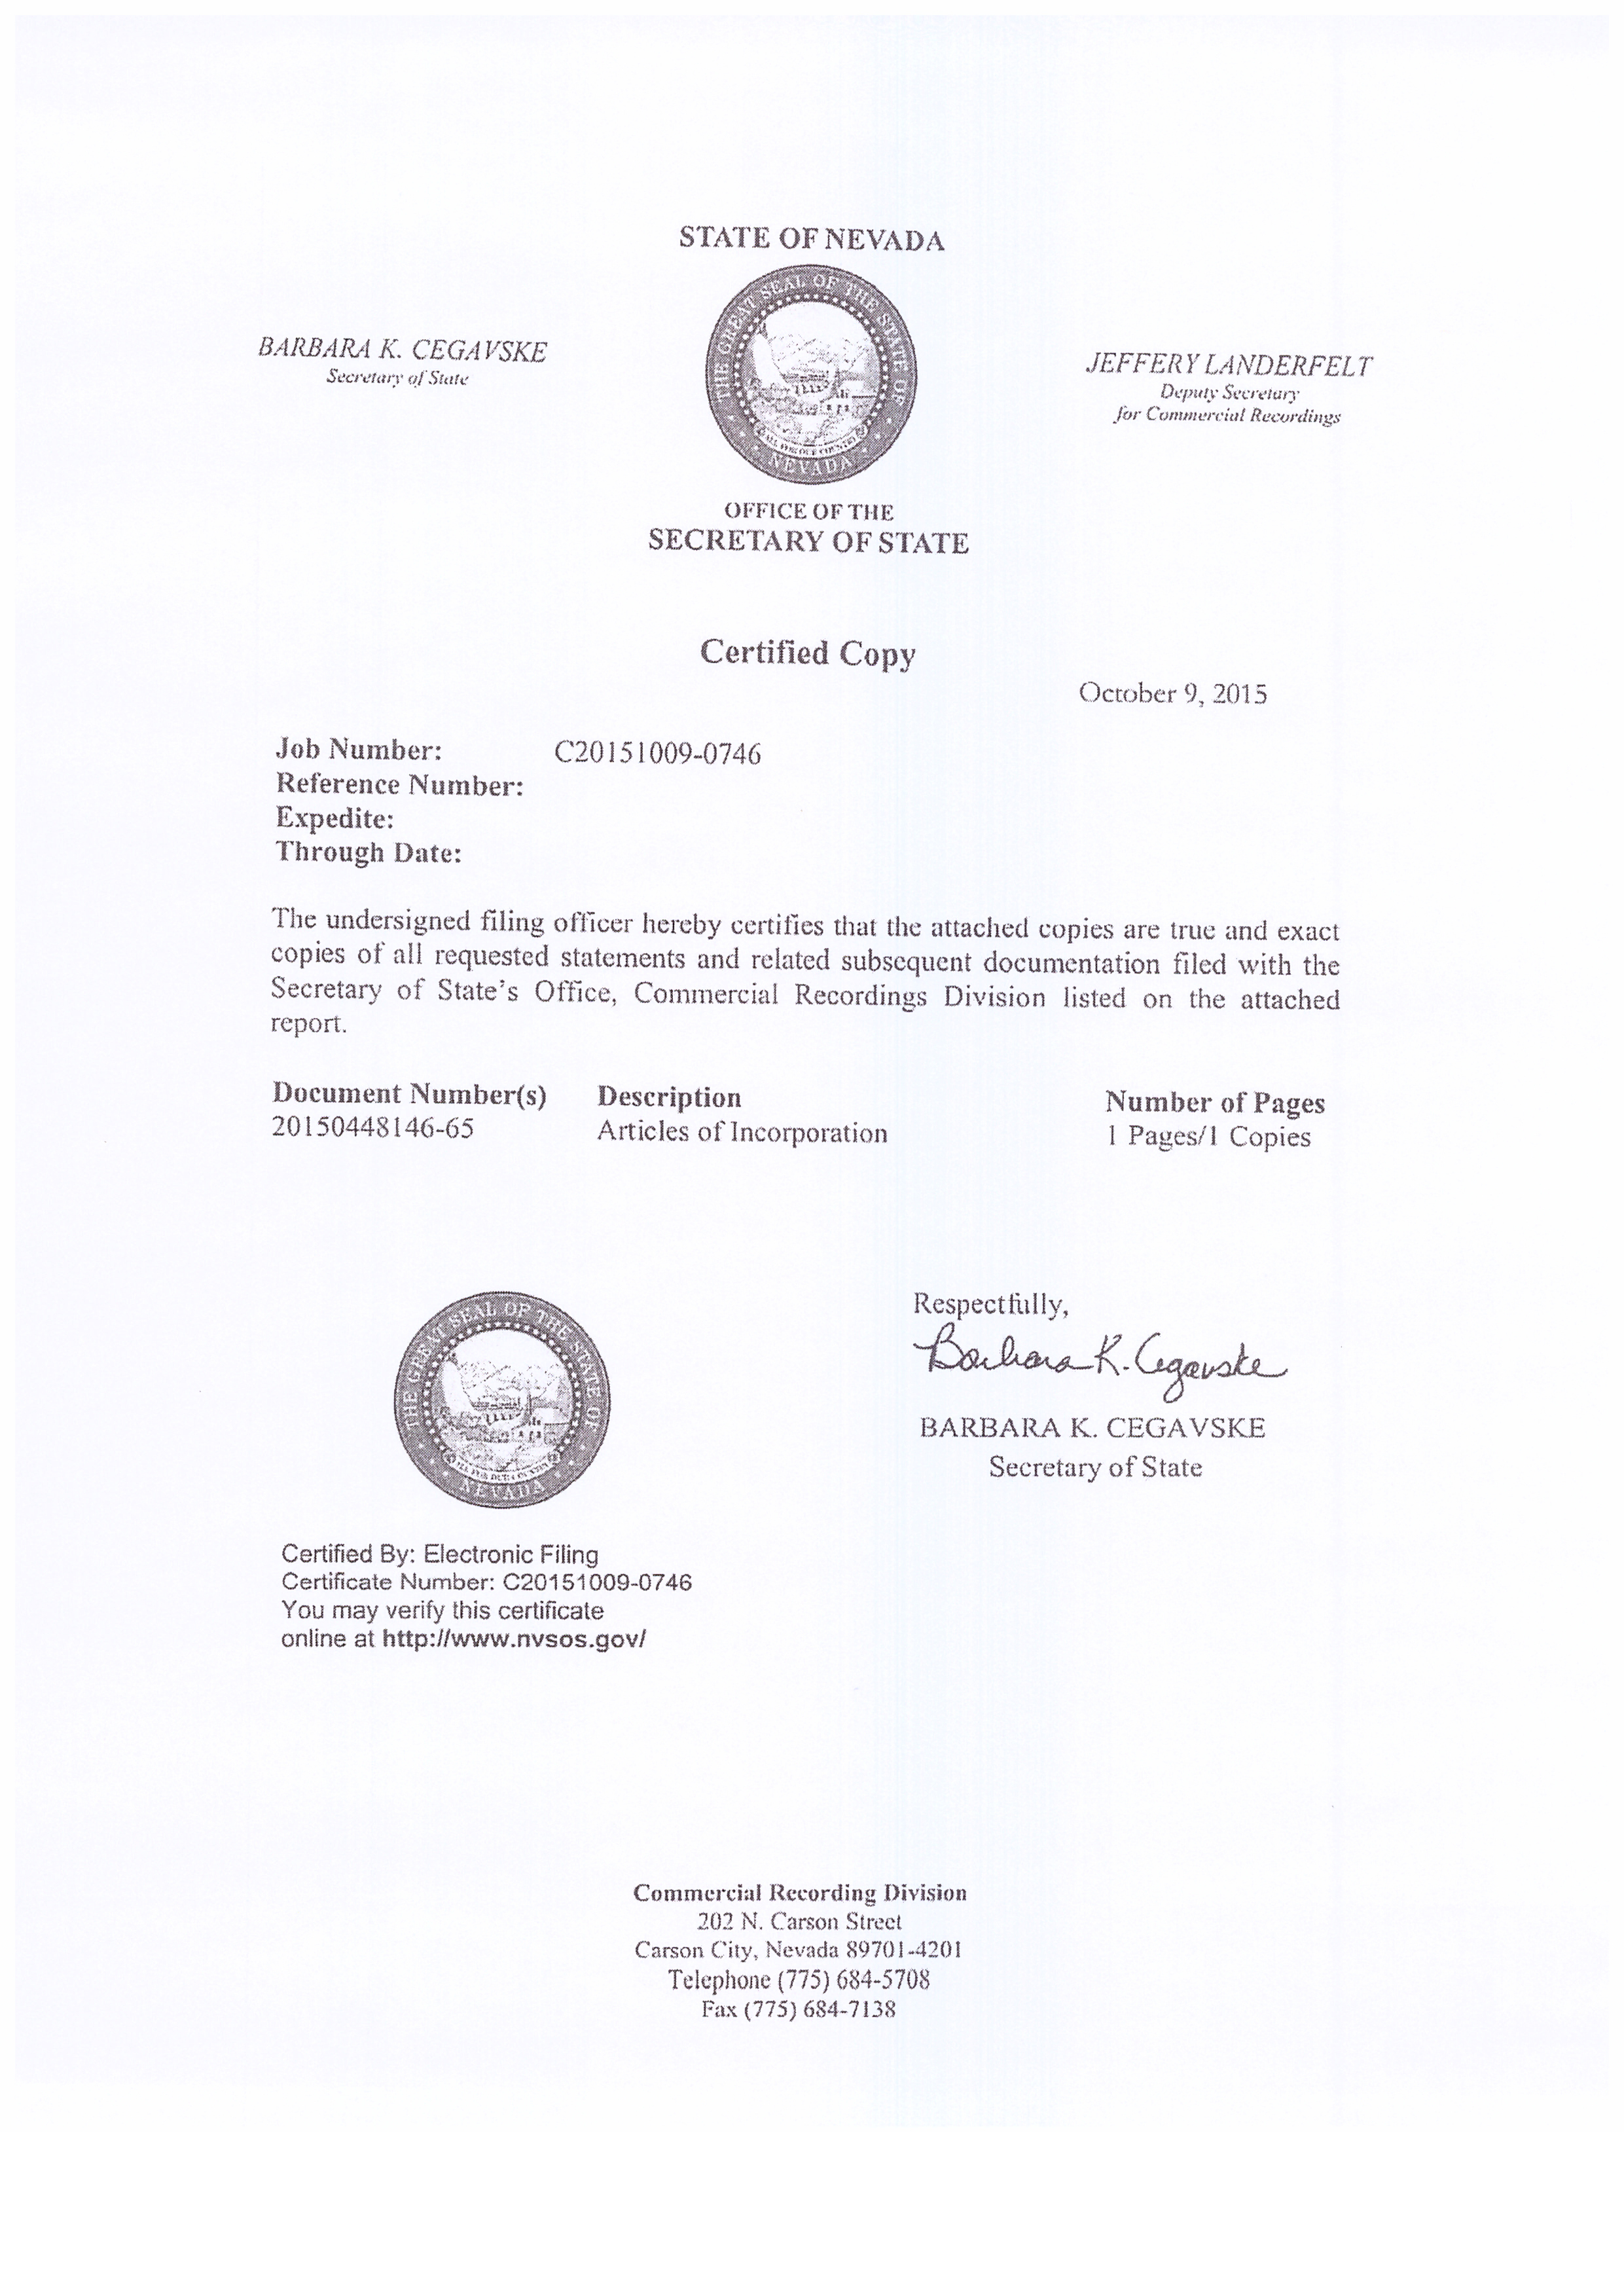 STATE OF NEVADA
THE GREAT SEAL OF THE STATE OF
ALL FOR OUR COUNTRY
NEVADA
BARBARA K. CEGAVSKE
Secretary of State
JEFFERY LANDERFELT
Deputy Secretary
for Commercial Recordings
OFFICE OF THE
SECRETARY OF STATE
Certified Copy
October 9, 2015
Job Number: C20151009-0746
Reference Number:
Expedite:
Through Date:
The undersigned filing officer hereby certifies that the attached copies are true and exact
copies of all requested statements and related subsequent documentation filed with the
Secretary of State's Office, Commercial Recordings Division listed on the attached
report.
Document Number(s) Description Number of Pages
20150448146-65 Articles of Incorporation 1 Pages/1 Copies
THE GREAT SEAL OF THE STATE OF
ALL FOR OUR COUNTRY
NEVADA
Respectfully,
Barbara K. Cegavske
BARBARA K. CEGAVSKE
Secretary of State
Certified By: Electronic Filing
Certificate Number: C20151009-0746
You may verify this certificate
online at http://www.nvsos.gov/
Commercial Recording Division
202 N. Carson Street
Carson City, Nevada 89701-4201
Telephone (775) 684-5708
Fax (775) 684-7138